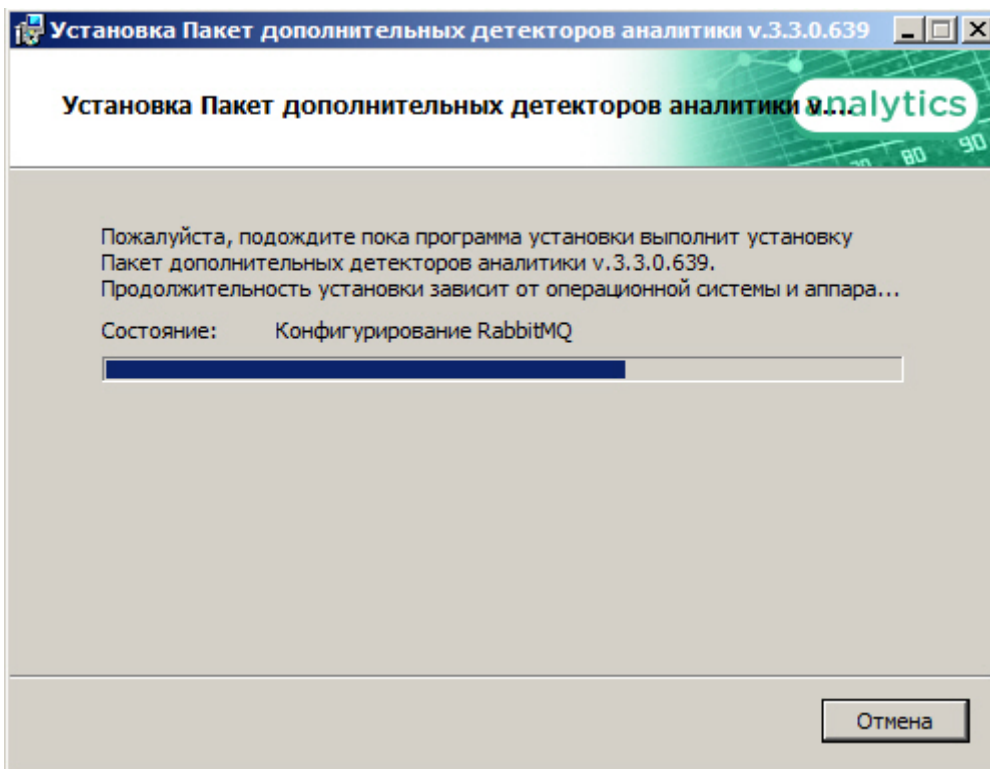 Установка Пакет дополнительных детекторов аналитики v.3.3.0.639
Установка Пакет дополнительных детекторов аналитики v....
analytics
80 90
Пожалуйста, подождите пока программа установки выполнит установку
Пакет дополнительных детекторов аналитики v.3.3.0.639.
Продолжительность установки зависит от операционной системы и аппара...
Состояние: Конфигурирование RabbitMQ
Отмена